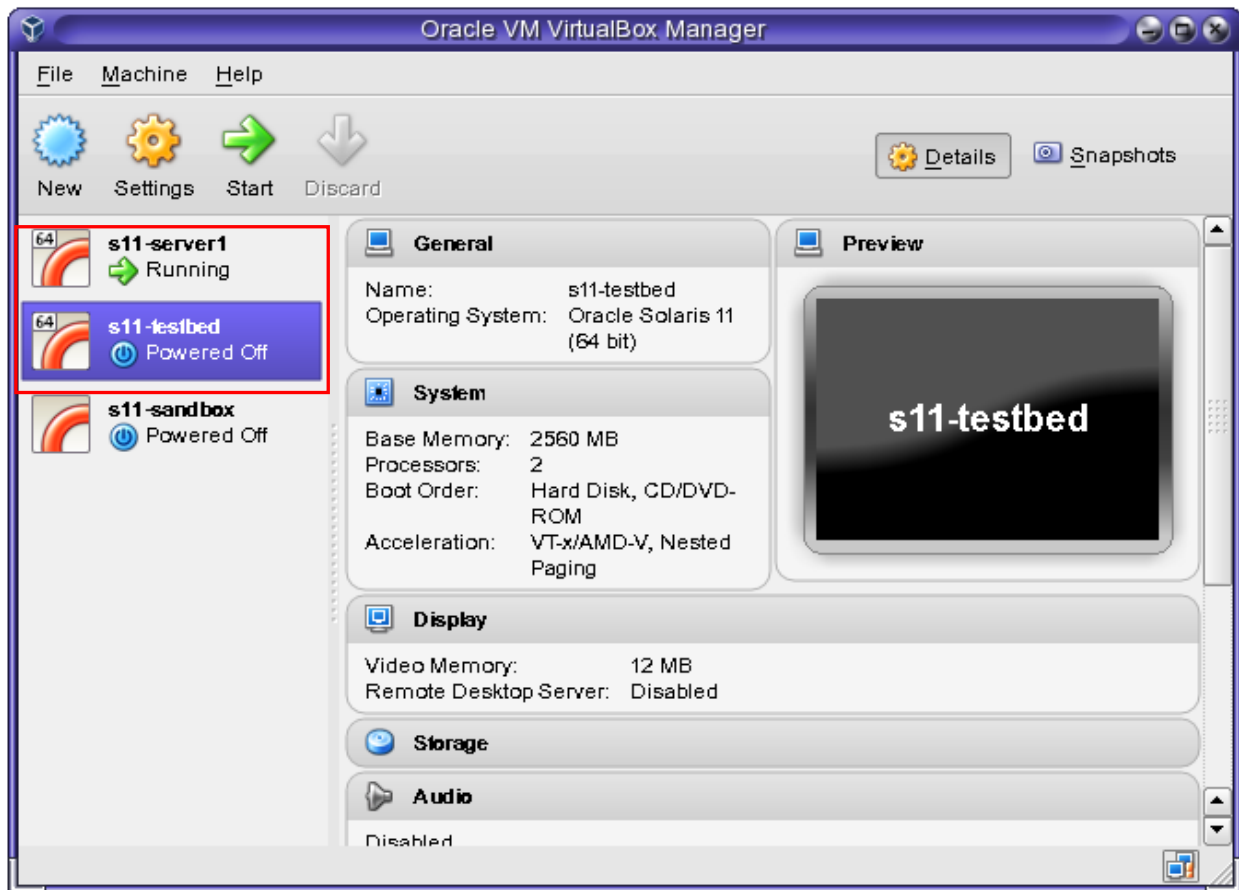 Oracle VM VirtualBox Manager
File Machine Help
New Settings Start Discard
Details Snapshots
64
s11-server1
Running
64
s11-testbed
Powered Off
s11-sandbox
Powered Off
General
Name: s11-testbed
Operating System: Oracle Solaris 11
(64 bit)
Preview
s11-testbed
System
Base Memory: 2560 MB
Processors: 2
Boot Order: Hard Disk, CD/DVD-
ROM
Acceleration: VT-x/AMD-V, Nested
Paging
Display
Video Memory: 12 MB
Remote Desktop Server: Disabled
Storage
Audio
Disabled